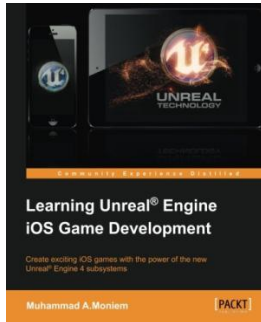 UNREAL
TECHNOLOGY
Community Experience Distilled
Learning Unreal® Engine
iOS Game Development
Create exciting iOS games with the power of the new
Unreal® Engine 4 subsystems
Muhammad A.Moniem
[PACKT]